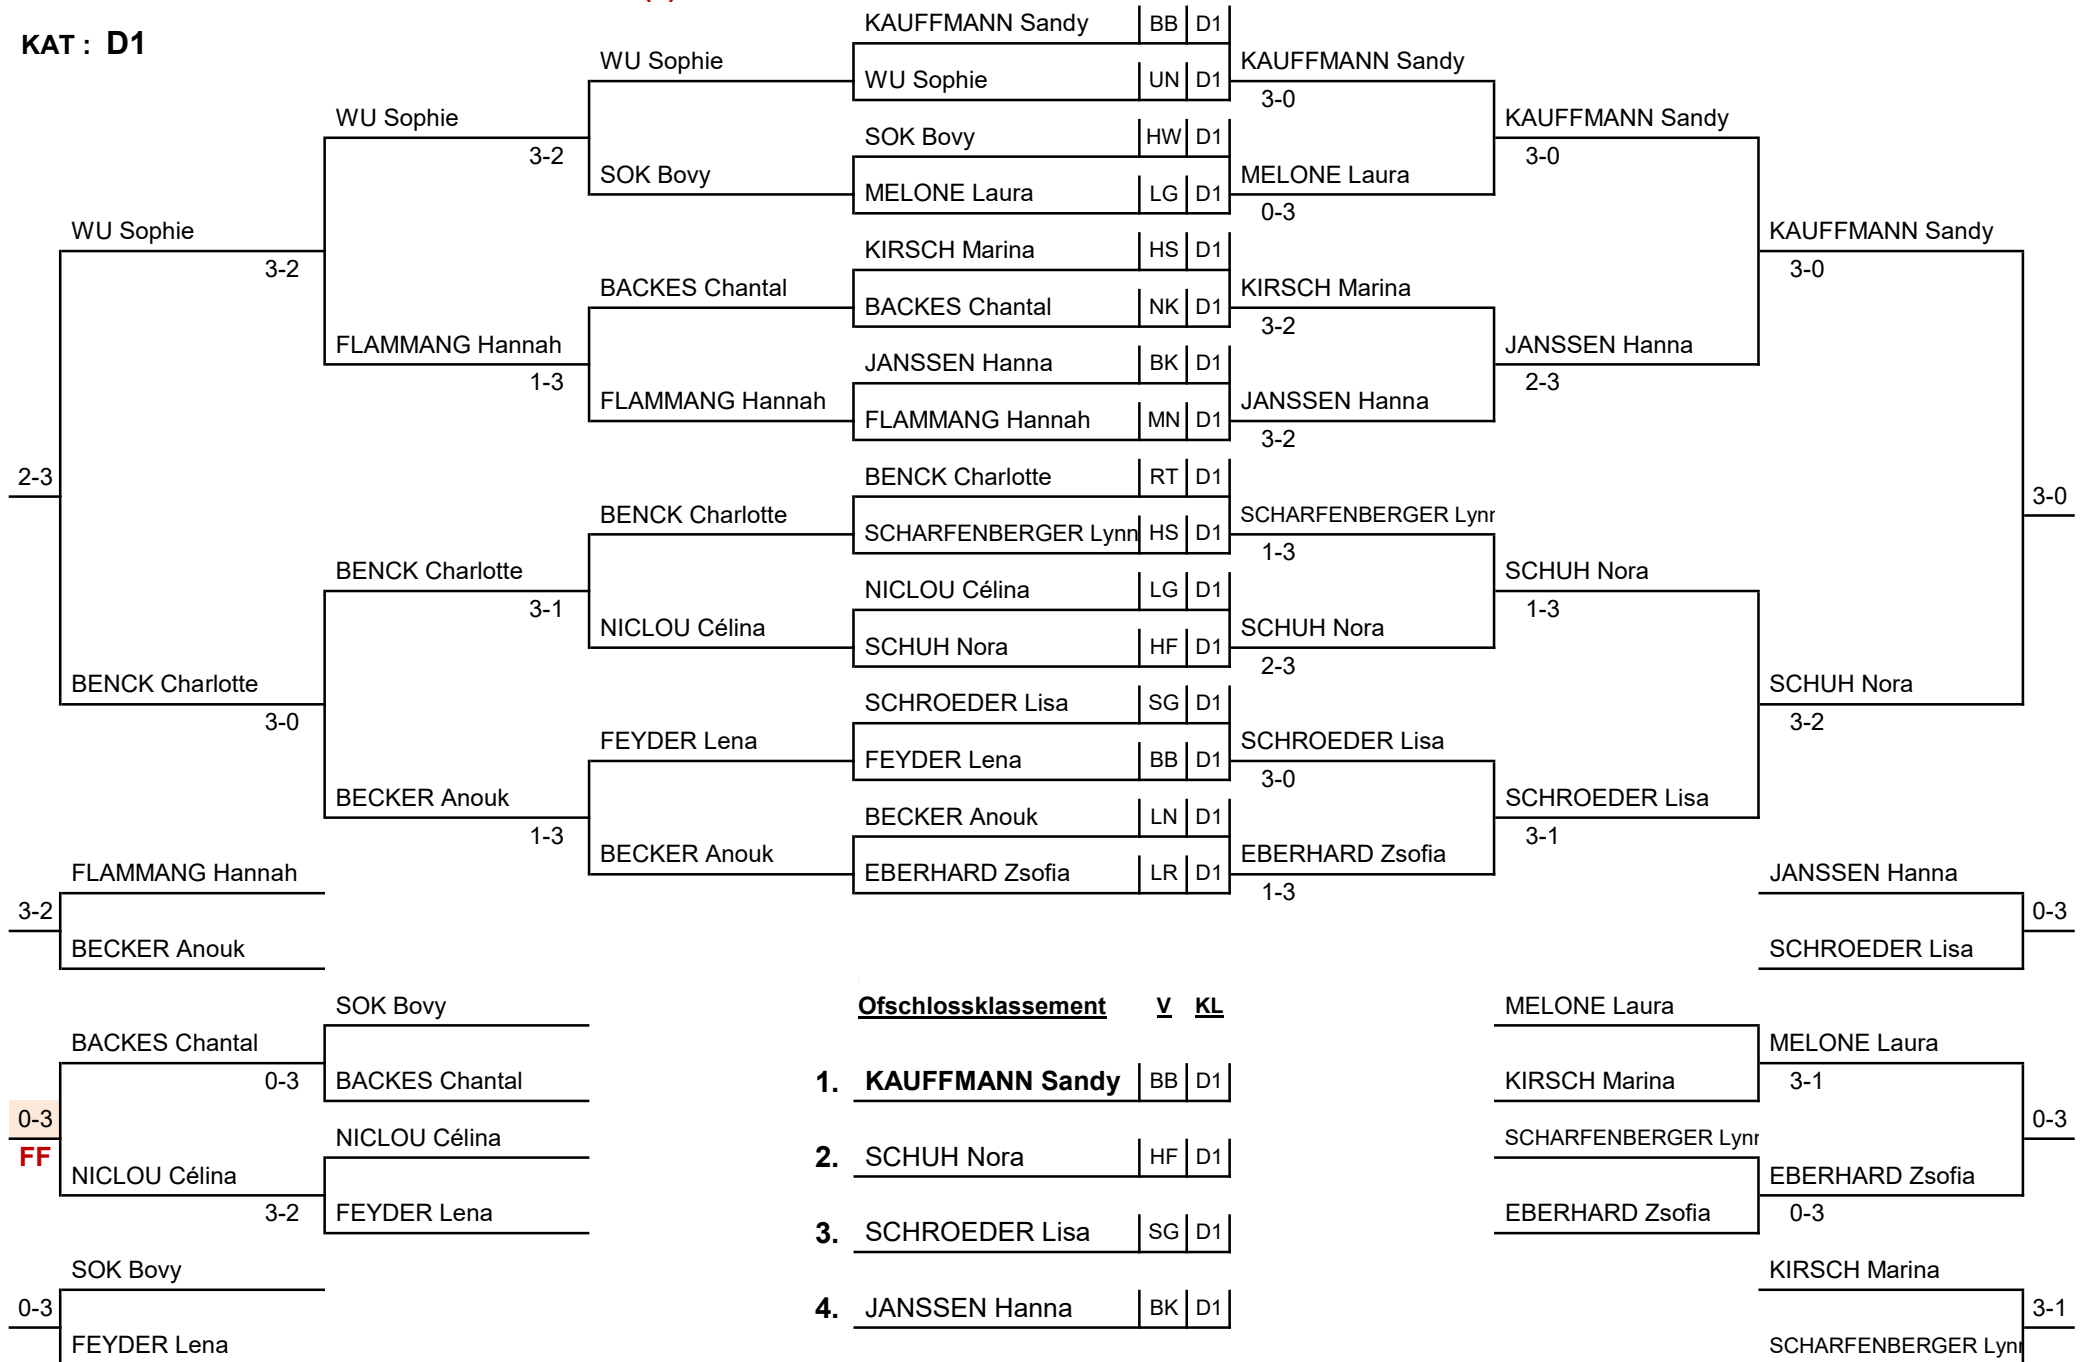 KAT : D1
KAUFFMANN Sandy BB D1
WU Sophie KAUFFMANN Sandy
WU Sophie UN D1
3-0
WU Sophie SOK Bovy HW D1 KAUFFMANN Sandy
3-2 3-0
SOK Bovy MELONE Laura
MELONE Laura LG D1
0-3
WU Sophie KIRSCH Marina HS D1 KAUFFMANN Sandy
3-2 3-0
BACKES Chantal KIRSCH Marina
BACKES Chantal NK D1
3-2
FLAMMANG Hannah JANSSEN Hanna BK D1 JANSSEN Hanna
1-3 2-3
FLAMMANG Hannah JANSSEN Hanna
FLAMMANG Hannah MN D1
3-2
2-3 BENCK Charlotte RT D1
3-0
BENCK Charlotte SCHARFENBERGER Lynn
SCHARFENBERGER Lynn HS D1
1-3
BENCK Charlotte SCHUH Nora
NICLOU Célina LG D1
3-1 1-3
NICLOU Célina SCHUH Nora
SCHUH Nora HF D1
2-3
BENCK Charlotte SCHUH Nora
SCHROEDER Lisa SG D1
3-0 3-2
FEYDER Lena SCHROEDER Lisa
FEYDER Lena BB D1
3-0
BECKER Anouk SCHROEDER Lisa
BECKER Anouk LN D1
1-3 3-1
BECKER Anouk EBERHARD Zsofia
FLAMMANG Hannah EBERHARD Zsofia LR D1 JANSSEN Hanna
1-3
3-2 0-3
BECKER Anouk SCHROEDER Lisa
SOK Bovy Ofschlossklassement V KL MELONE Laura
BACKES Chantal MELONE Laura
0-3 BACKES Chantal 1. KAUFFMANN Sandy BB D1 KIRSCH Marina 3-1
0-3 0-3
NICLOU Célina SCHARFENBERGER Lynn
FF 2. SCHUH Nora HF D1
NICLOU Célina EBERHARD Zsofia
3-2 FEYDER Lena EBERHARD Zsofia 0-3
3. SCHROEDER Lisa SG D1
SOK Bovy KIRSCH Marina
0-3 4. JANSSEN Hanna BK D1 3-1
FEYDER Lena SCHARFENBERGER Lynn